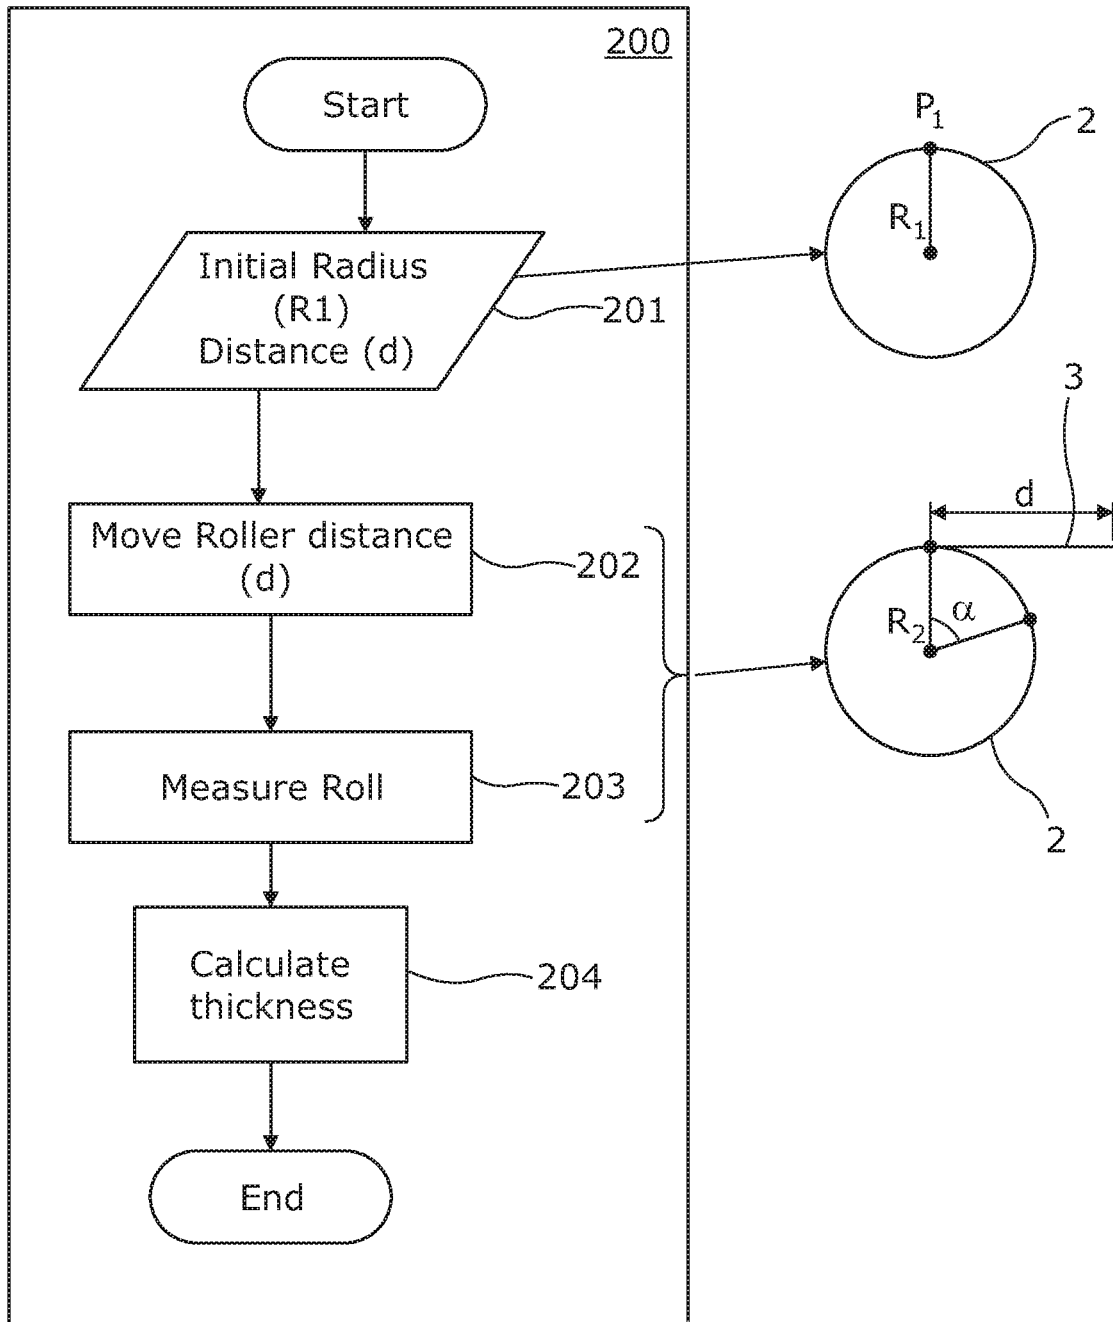 200
Start
Initial Radius
(R1)
Distance (d)
201
Move Roller distance
(d)
202
Measure Roll
203
Calculate
thickness
204
End
P1
2
R1
3
d
R2
α
2